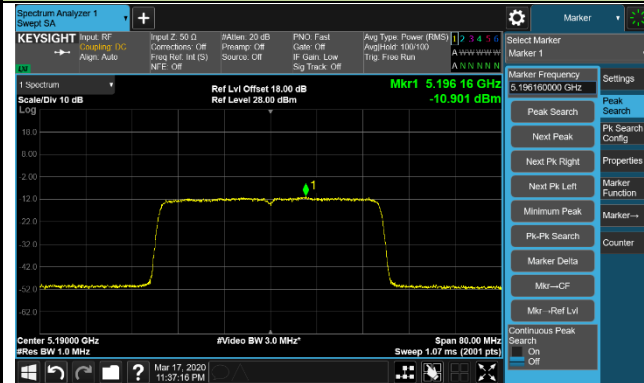 Spectrum Analyzer 1
Swept SA
+
Marker
KEYSIGHT
Input: RF
Coupling: DC
Align: Auto
Input Z: 50 Ω
Corrections: Off
Freq Ref: Int (S)
NFE: Off
#Atten: 20 dB
Preamp: Off
Source: Off
PNO: Fast
Gate: Off
IF Gain: Low
Sig Track: Off
Avg Type: Power (RMS)
Avg|Hold: 100/100
Trig: Free Run
1 2 3 4 5 6
A W W W W W
A N N N N N
LXI
Select Marker
Marker 1
1 Spectrum
Scale/Div 10 dB
Log
Ref Lvl Offset 18.00 dB
Ref Level 28.00 dBm
Mkr1 5.196 16 GHz
-10.901 dBm
18.0
8.00
-2.00
-12.0
-22.0
-32.0
-42.0
-52.0
-62.0
1
Center 5.19000 GHz
#Res BW 1.0 MHz
#Video BW 3.0 MHz*
Span 80.00 MHz
Sweep 1.07 ms (2001 pts)
Marker Frequency
5.196160000 GHz
Peak Search
Next Peak
Next Pk Right
Next Pk Left
Minimum Peak
Pk-Pk Search
Marker Delta
Mkr→CF
Mkr→Ref Lvl
Continuous Peak
Search
On
Off
Settings
Peak
Search
Pk Search
Config
Properties
Marker
Function
Marker→
Counter
?
Mar 17, 2020
11:37:16 PM